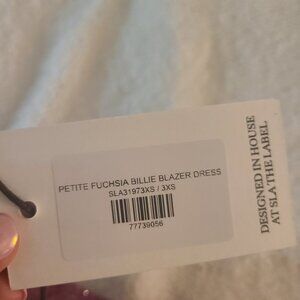 PETITE FUCHSIA BILLIE BLAZER DRESS
SLA31973XS / 3XS
77739056
DESIGNED IN HOUSE
AT SLA THE LABEL